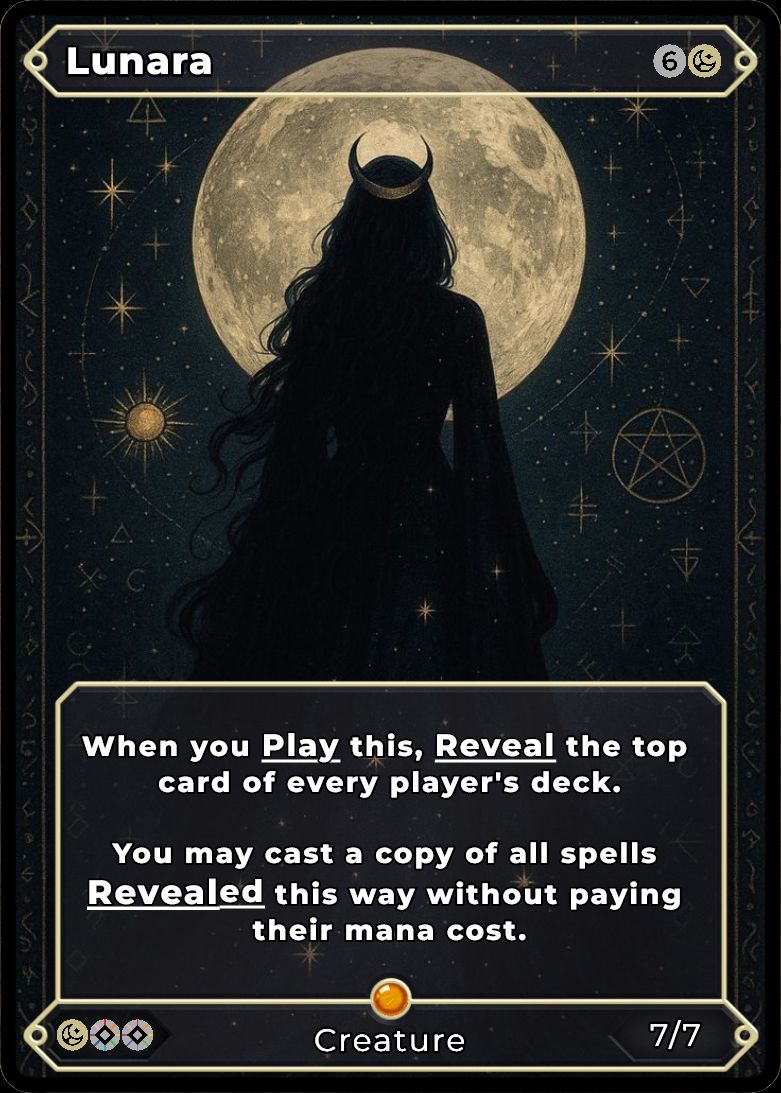 Lunara 6
When you Play this, Reveal the top
card of every player's deck.
You may cast a copy of all spells
Revealed this way without paying
their mana cost.
Creature 7/7